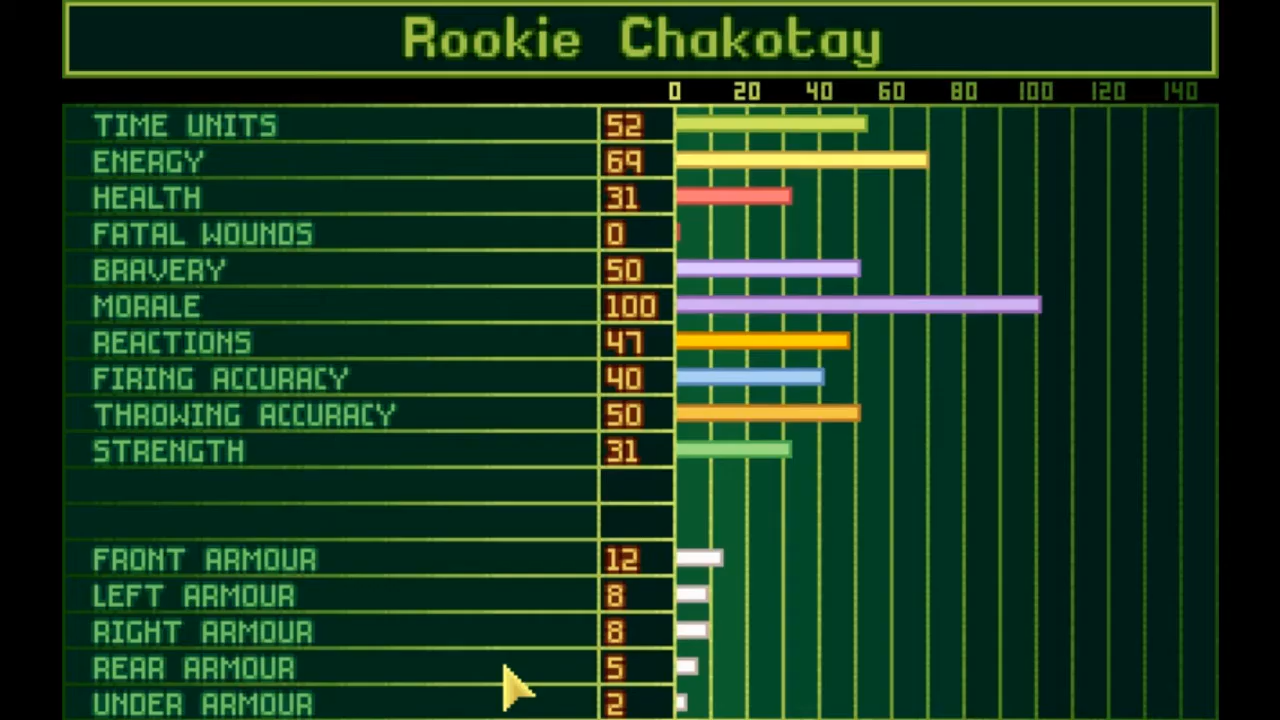 Rookie Chakotay
0 20 40 60 80 100 120 140
TIME UNITS 52
ENERGY 69
HEALTH 31
FATAL WOUNDS 0
BRAVERY 50
MORALE 100
REACTIONS 47
FIRING ACCURACY 40
THROWING ACCURACY 50
STRENGTH 31
FRONT ARMOUR 12
LEFT ARMOUR 8
RIGHT ARMOUR 8
REAR ARMOUR 5
UNDER ARMOUR 2